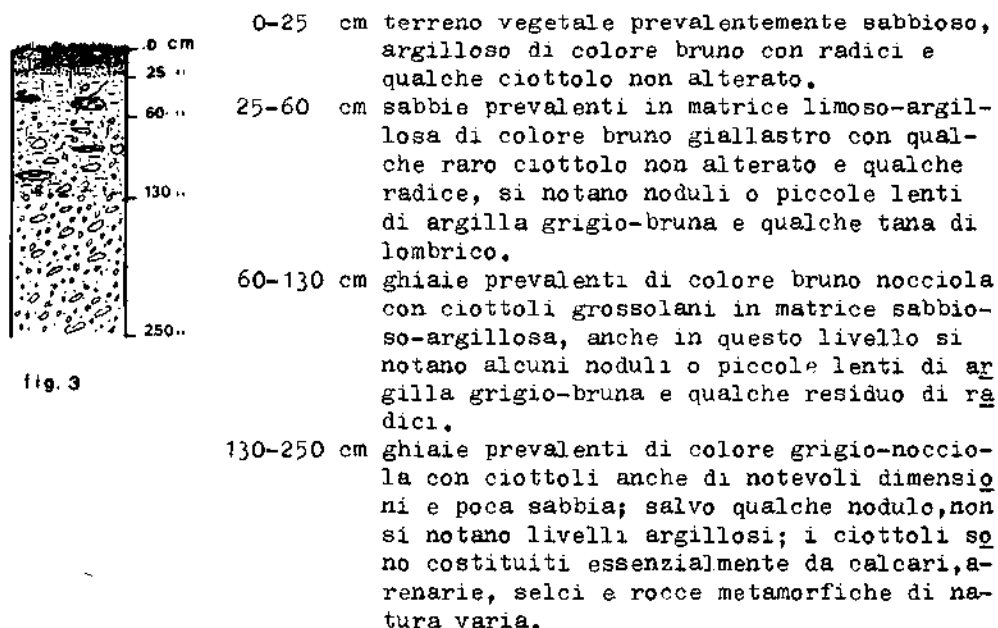 0-25 cm terreno vegetale prevalentemente sabbioso,
argilloso di colore bruno con radici e
qualche ciottolo non alterato.
25-60 cm sabbie prevalenti in matrice limoso-argil-
losa di colore bruno giallastro con qual-
che raro ciottolo non alterato e qualche
radice, si notano noduli o piccole lenti
di argilla grigio-bruna e qualche tana di
lombrico.
60-130 cm ghiaie prevalenti di colore bruno nocciola
con ciottoli grossolani in matrice sabbio-
so-argillosa, anche in questo livello si
notano alcuni noduli o piccole lenti di ar
gilla grigio-bruna e qualche residuo di ra
dici.
130-250 cm ghiaie prevalenti di colore grigio-noccio-
la con ciottoli anche di notevoli dimensio
ni e poca sabbia; salvo qualche nodulo,non
si notano livelli argillosi; i ciottoli so
no costituiti essenzialmente da calcari,a-
renarie, selci e rocce metamorfiche di na-
tura varia.
0 cm
25 "
60 "
130 "
250 "
fig. 3